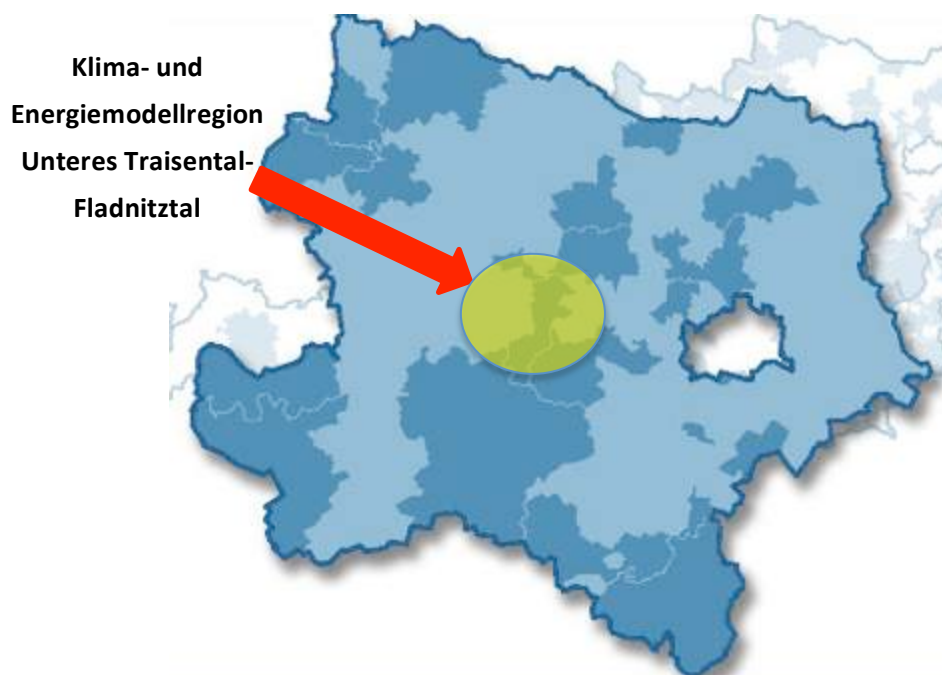 Klima- und
Energiemodellregion
Unteres Traisental-
Fladnitztal